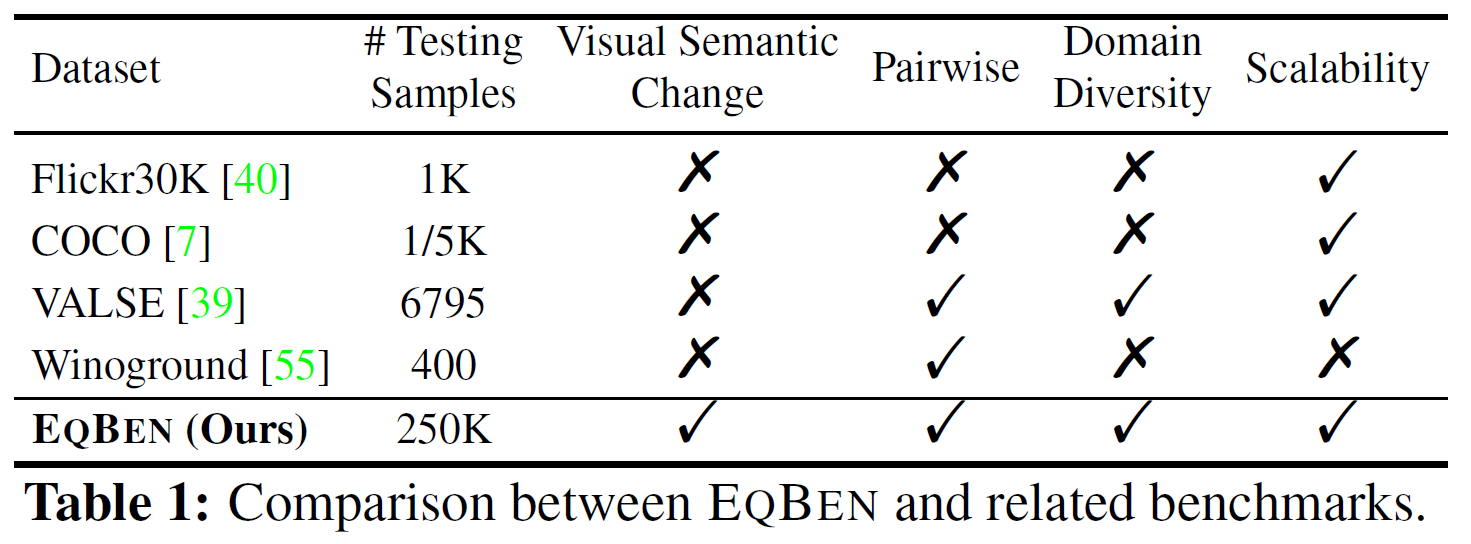 Dataset # Testing Samples Visual Semantic Change Pairwise Domain Diversity Scalability
Flickr30K [40] 1K ✗ ✗ ✗ ✓
COCO [7] 1/5K ✗ ✗ ✗ ✓
VALSE [39] 6795 ✗ ✓ ✓ ✓
Winoground [55] 400 ✗ ✓ ✗ ✗
EQBEN (Ours) 250K ✓ ✓ ✓ ✓
Table 1: Comparison between EQBEN and related benchmarks.